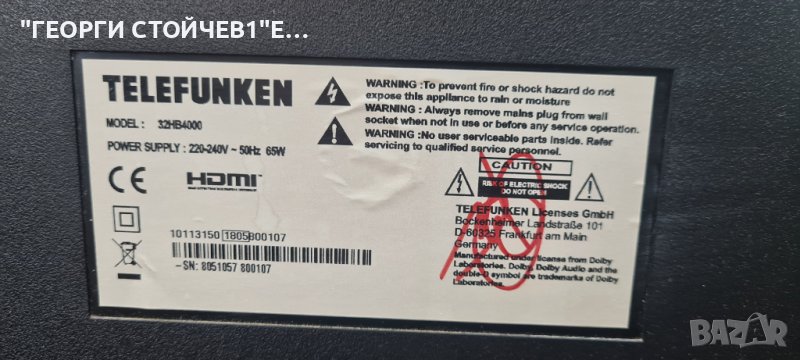 "ГЕОРГИ СТОЙЧЕВ1"Е...
TELEFUNKEN
MODEL : 32HB4000
POWER SUPPLY : 220-240V ~ 50Hz 65W
CE HDMI
10113150 1805800107
-SN: 8051057 800107
WARNING :To prevent fire or shock hazard do not
expose this appliance to rain or moisture
WARNING :Always remove mains plug from wall
socket when not in use or before any service operation.
WARNING :No user serviceable parts inside. Refer
servicing to qualified service personnel.
CAUTION
RISK OF ELECTRIC SHOCK
DO NOT OPEN
TELEFUNKEN Licenses GmbH
Bockenheimer Landstraße 101
D-60325 Frankfurt am Main
Germany
Manufactured under license from Dolby
Laboratories. Dolby, Dolby Audio and the
double-D symbol are trademarks of Dolby
Laboratories.
BAZAR